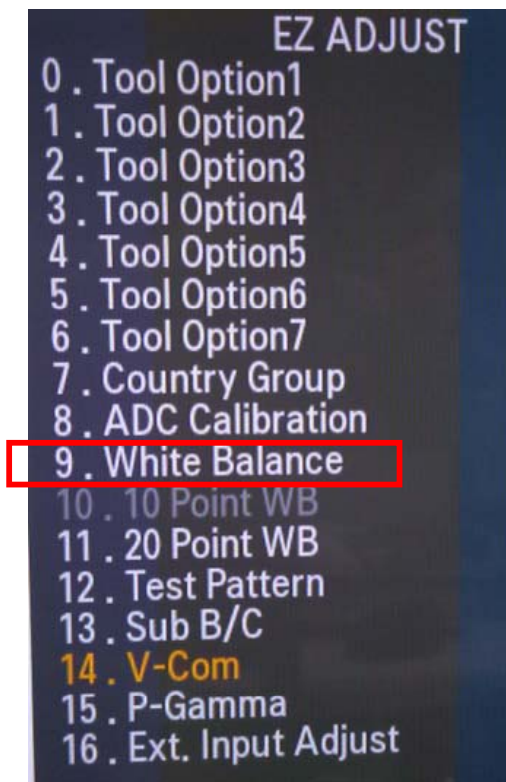 EZ ADJUST
0 . Tool Option1
1 . Tool Option2
2 . Tool Option3
3 . Tool Option4
4 . Tool Option5
5 . Tool Option6
6 . Tool Option7
7 . Country Group
8 . ADC Calibration
9 . White Balance
10 . 10 Point WB
11 . 20 Point WB
12 . Test Pattern
13 . Sub B/C
14 . V-Com
15 . P-Gamma
16 . Ext. Input Adjust